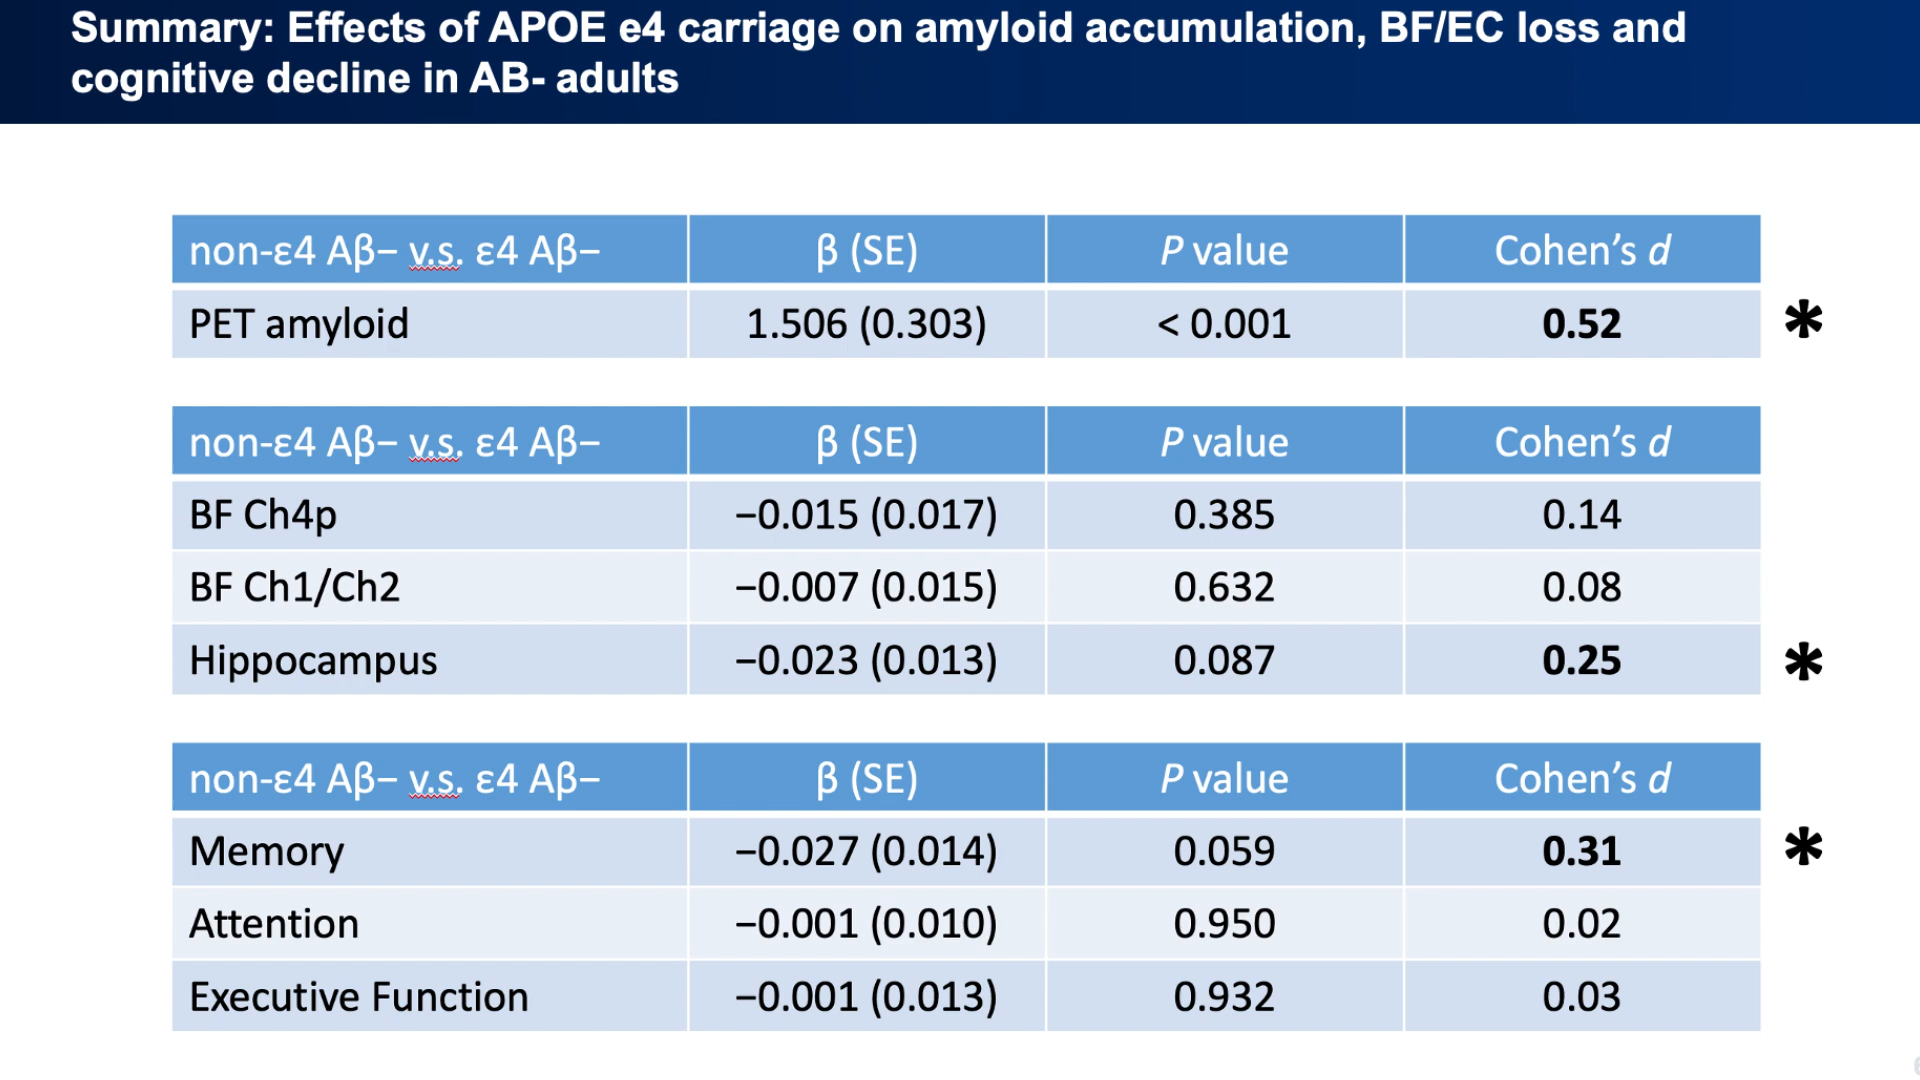 Summary: Effects of APOE e4 carriage on amyloid accumulation, BF/EC loss and
cognitive decline in AB- adults
non-ε4 Aβ− v.s. ε4 Aβ− β (SE) P value Cohen’s d
PET amyloid 1.506 (0.303) < 0.001 0.52 *
non-ε4 Aβ− v.s. ε4 Aβ− β (SE) P value Cohen’s d
BF Ch4p −0.015 (0.017) 0.385 0.14
BF Ch1/Ch2 −0.007 (0.015) 0.632 0.08
Hippocampus −0.023 (0.013) 0.087 0.25 *
non-ε4 Aβ− v.s. ε4 Aβ− β (SE) P value Cohen’s d
Memory −0.027 (0.014) 0.059 0.31 *
Attention −0.001 (0.010) 0.950 0.02
Executive Function −0.001 (0.013) 0.932 0.03